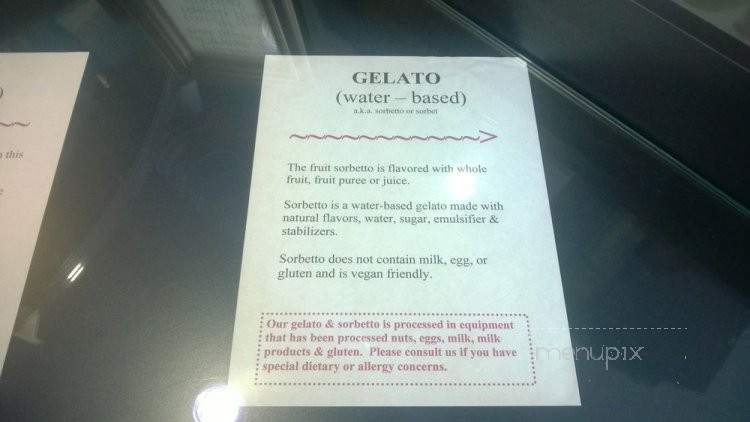 GELATO
(water – based)
a.k.a. sorbetto or sorbet
The fruit sorbetto is flavored with whole
fruit, fruit puree or juice.
Sorbetto is a water-based gelato made with
natural flavors, water, sugar, emulsifier &
stabilizers.
Sorbetto does not contain milk, egg, or
gluten and is vegan friendly.
Our gelato & sorbetto is processed in equipment
that has been processed nuts, eggs, milk, milk
products & gluten. Please consult us if you have
special dietary or allergy concerns.
this
menupix